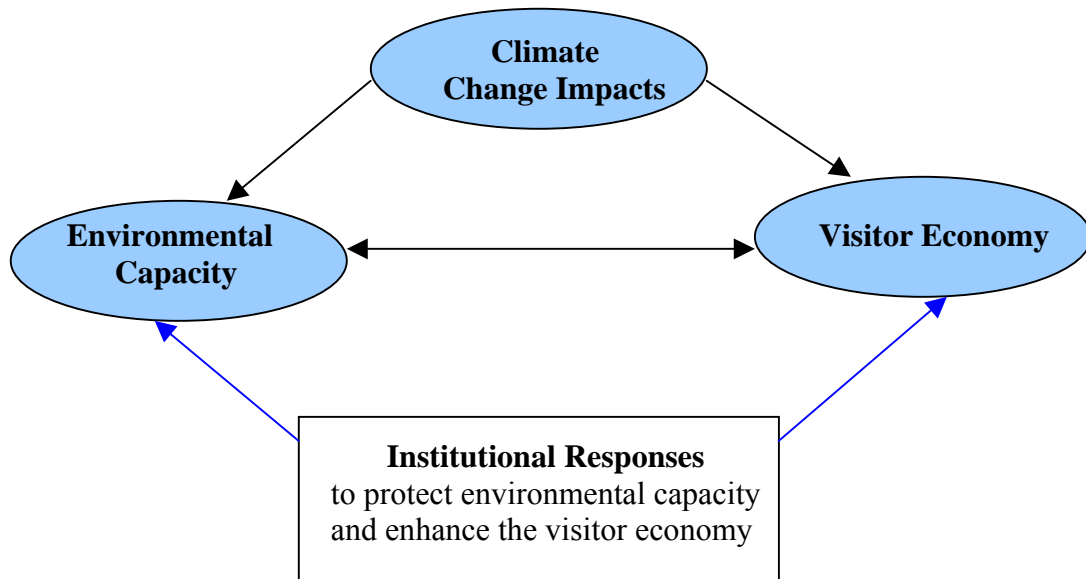 Climate
Change Impacts
Environmental
Capacity
Visitor Economy
Institutional Responses
to protect environmental capacity
and enhance the visitor economy